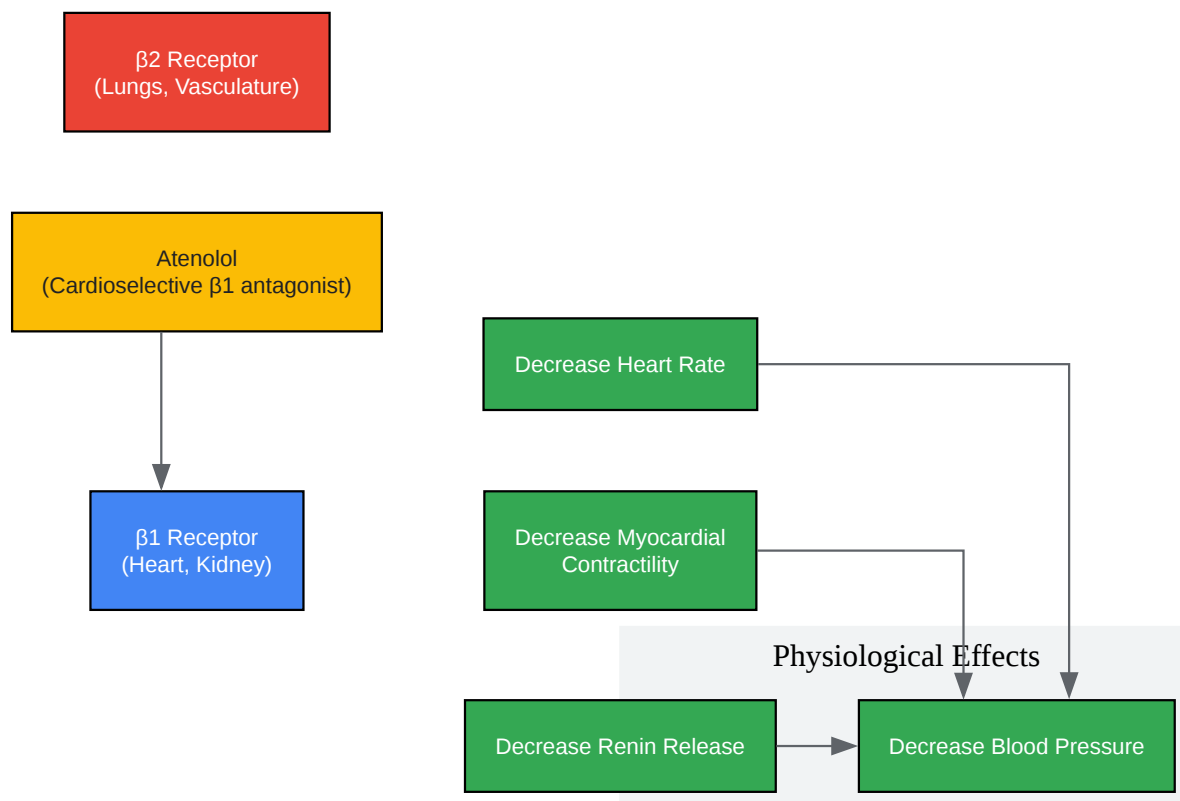 β2 Receptor
(Lungs, Vasculature)
Atenolol
(Cardioselective β1 antagonist)
Decrease Heart Rate
β1 Receptor
(Heart, Kidney)
Decrease Myocardial
Contractility
Physiological Effects
Decrease Renin Release
Decrease Blood Pressure